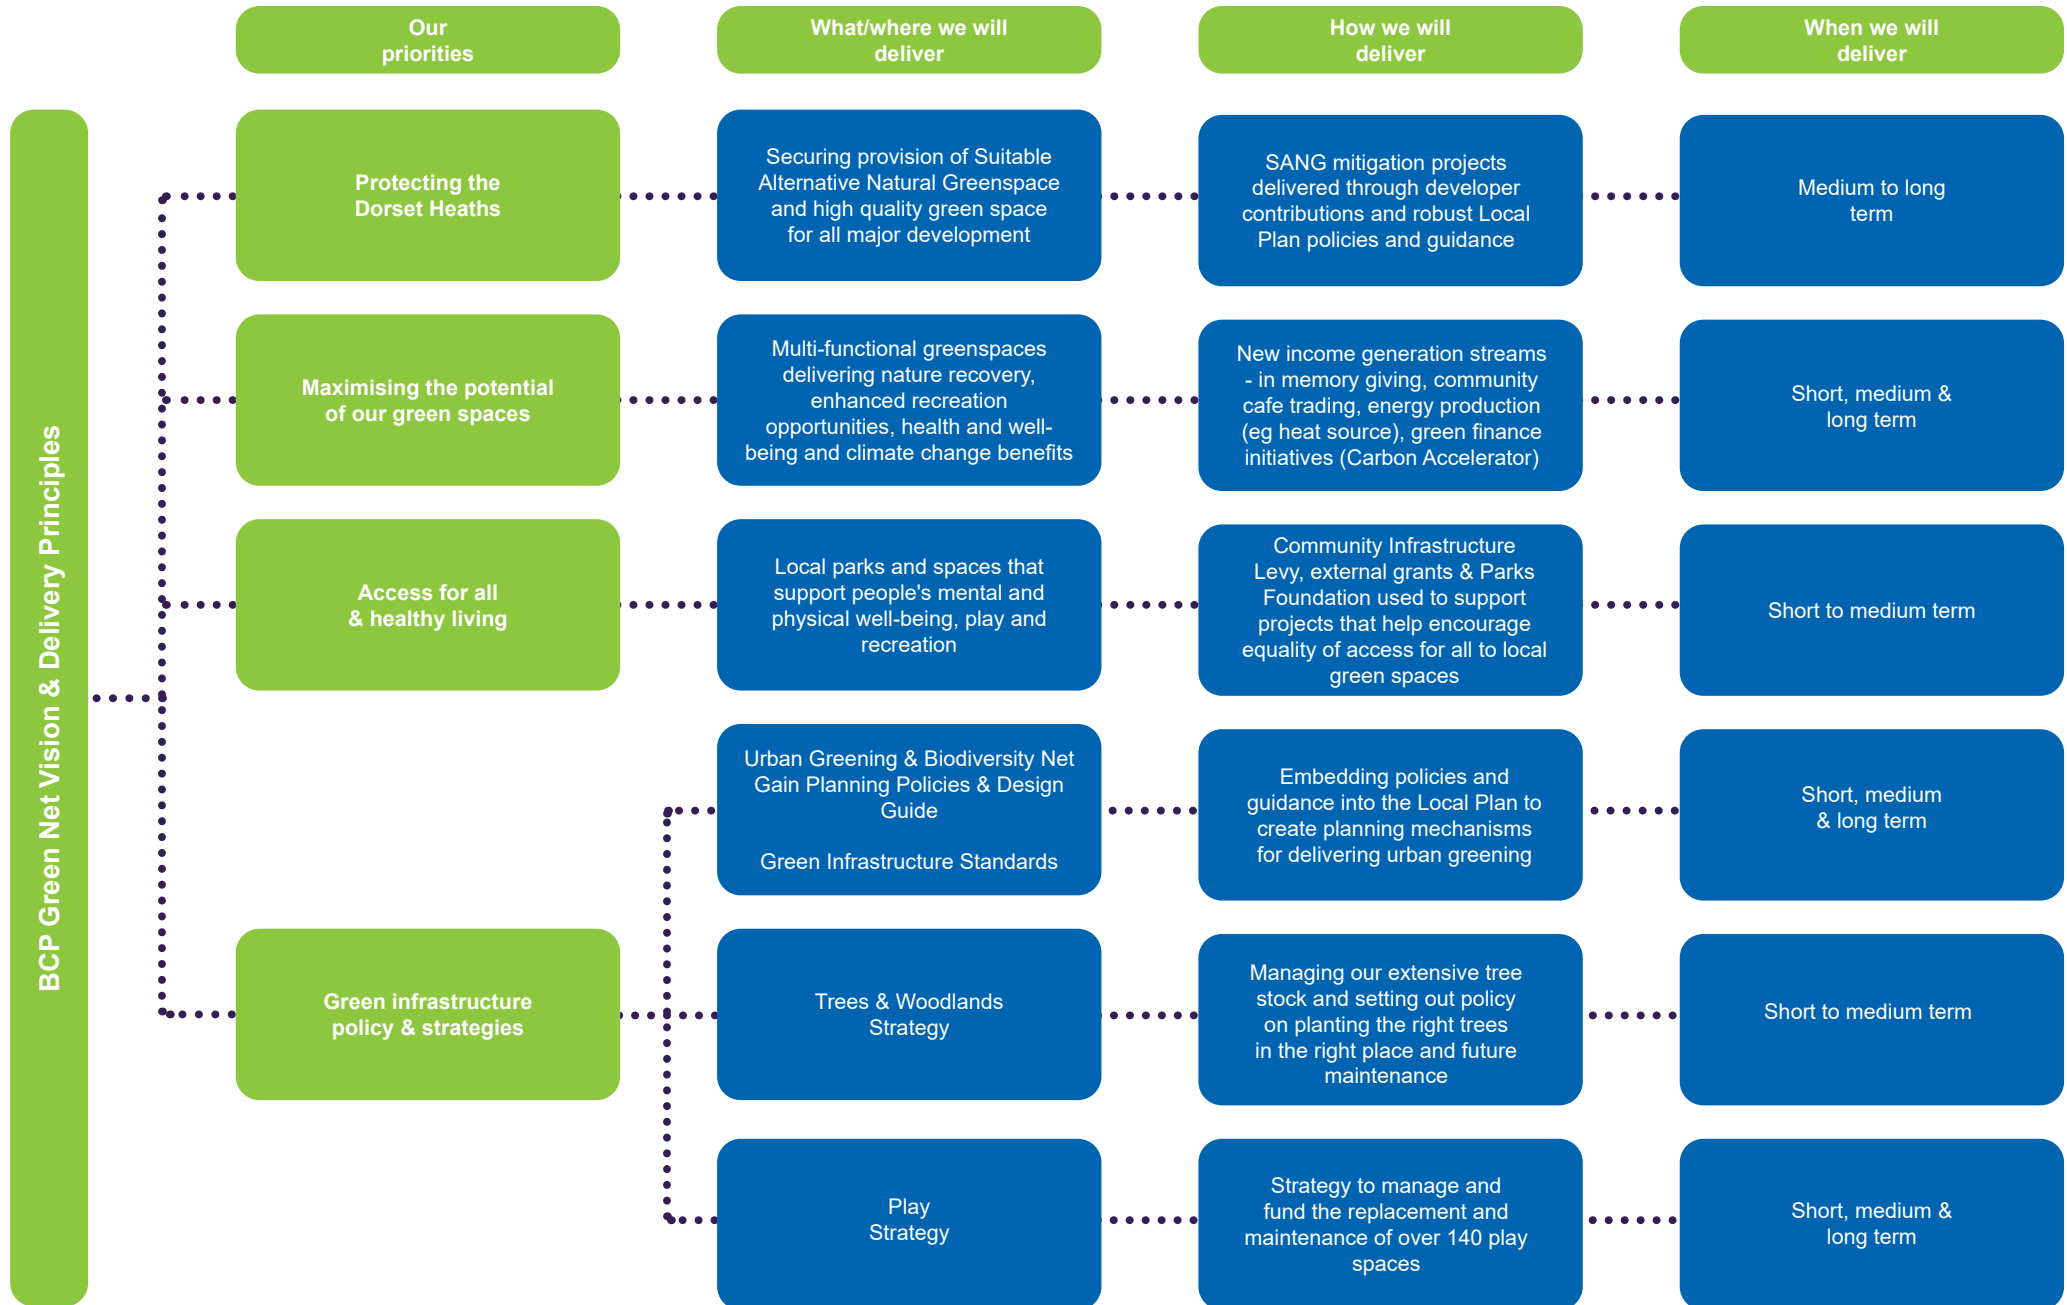 Our
priorities
What/where we will
deliver
How we will
deliver
When we will
deliver
BCP Green Net Vision & Delivery Principles
Protecting the
Dorset Heaths
Securing provision of Suitable
Alternative Natural Greenspace
and high quality green space
for all major development
SANG mitigation projects
delivered through developer
contributions and robust Local
Plan policies and guidance
Medium to long
term
Maximising the potential
of our green spaces
Multi-functional greenspaces
delivering nature recovery,
enhanced recreation
opportunities, health and well-
being and climate change benefits
New income generation streams
- in memory giving, community
cafe trading, energy production
(eg heat source), green finance
initiatives (Carbon Accelerator)
Short, medium &
long term
Access for all
& healthy living
Local parks and spaces that
support people's mental and
physical well-being, play and
recreation
Community Infrastructure
Levy, external grants & Parks
Foundation used to support
projects that help encourage
equality of access for all to local
green spaces
Short to medium term
Green infrastructure
policy & strategies
Urban Greening & Biodiversity Net
Gain Planning Policies & Design
Guide
Green Infrastructure Standards
Embedding policies and
guidance into the Local Plan to
create planning mechanisms
for delivering urban greening
Short, medium
& long term
Trees & Woodlands
Strategy
Managing our extensive tree
stock and setting out policy
on planting the right trees
in the right place and future
maintenance
Short to medium term
Play
Strategy
Strategy to manage and
fund the replacement and
maintenance of over 140 play
spaces
Short, medium &
long term